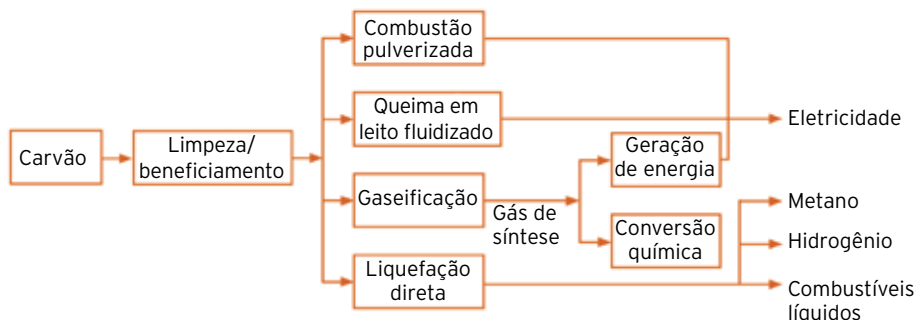 Carvão
Limpeza/
beneficiamento
Combustão
pulverizada
Queima em
leito fluidizado
Gaseificação
Liquefação
direta
Gás de
síntese
Geração
de energia
Conversão
química
Eletricidade
Metano
Hidrogênio
Combustíveis
líquidos